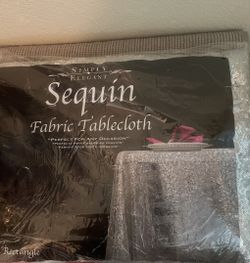 Simply
Elegant
Sequin
Fabric Tablecloth
"Perfect For Any Occasion"
Rectangle